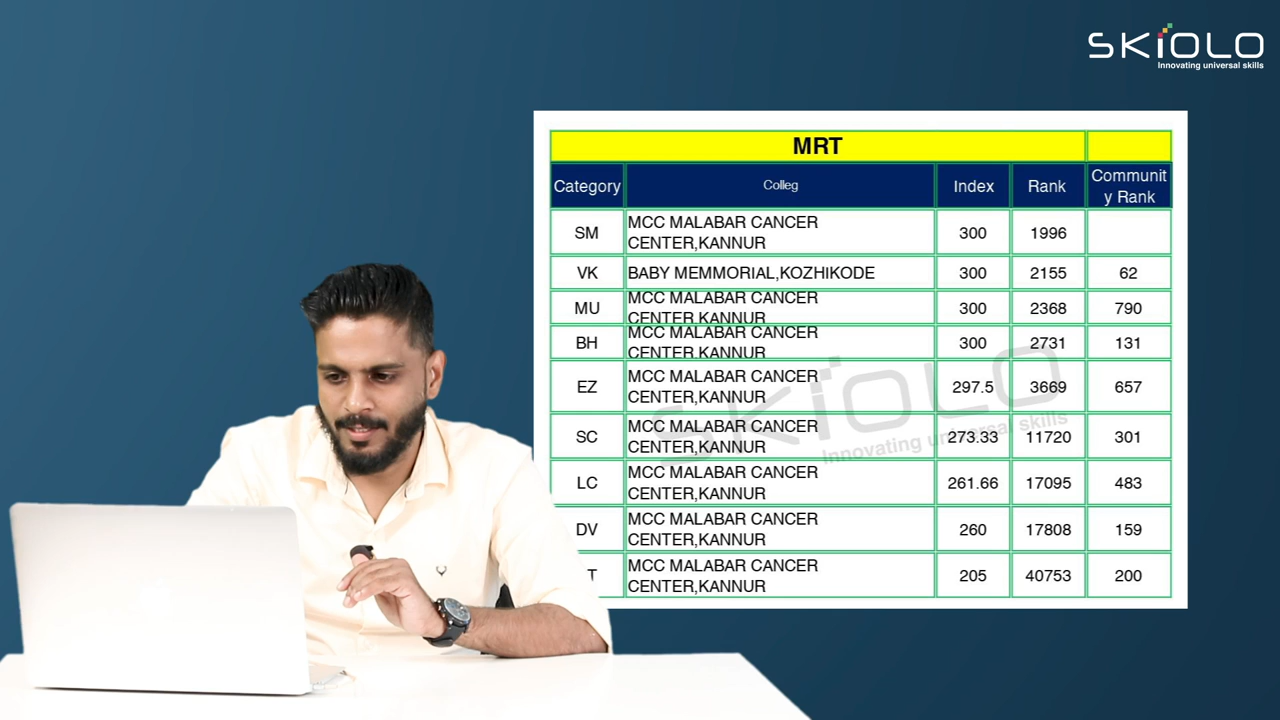 SKiOLO
Innovating universal skills
MRT
Category Colleg Index Rank Communit
y Rank
SM MCC MALABAR CANCER
CENTER,KANNUR 300 1996
VK BABY MEMMORIAL,KOZHIKODE 300 2155 62
MU MCC MALABAR CANCER
CENTER,KANNUR 300 2368 790
BH MCC MALABAR CANCER
CENTER,KANNUR 300 2731 131
EZ MCC MALABAR CANCER
CENTER,KANNUR 297.5 3669 657
SC MCC MALABAR CANCER
CENTER,KANNUR 273.33 11720 301
LC MCC MALABAR CANCER
CENTER,KANNUR 261.66 17095 483
DV MCC MALABAR CANCER
CENTER,KANNUR 260 17808 159
T MCC MALABAR CANCER
CENTER,KANNUR 205 40753 200
SKiOLO
Innovating universal skills